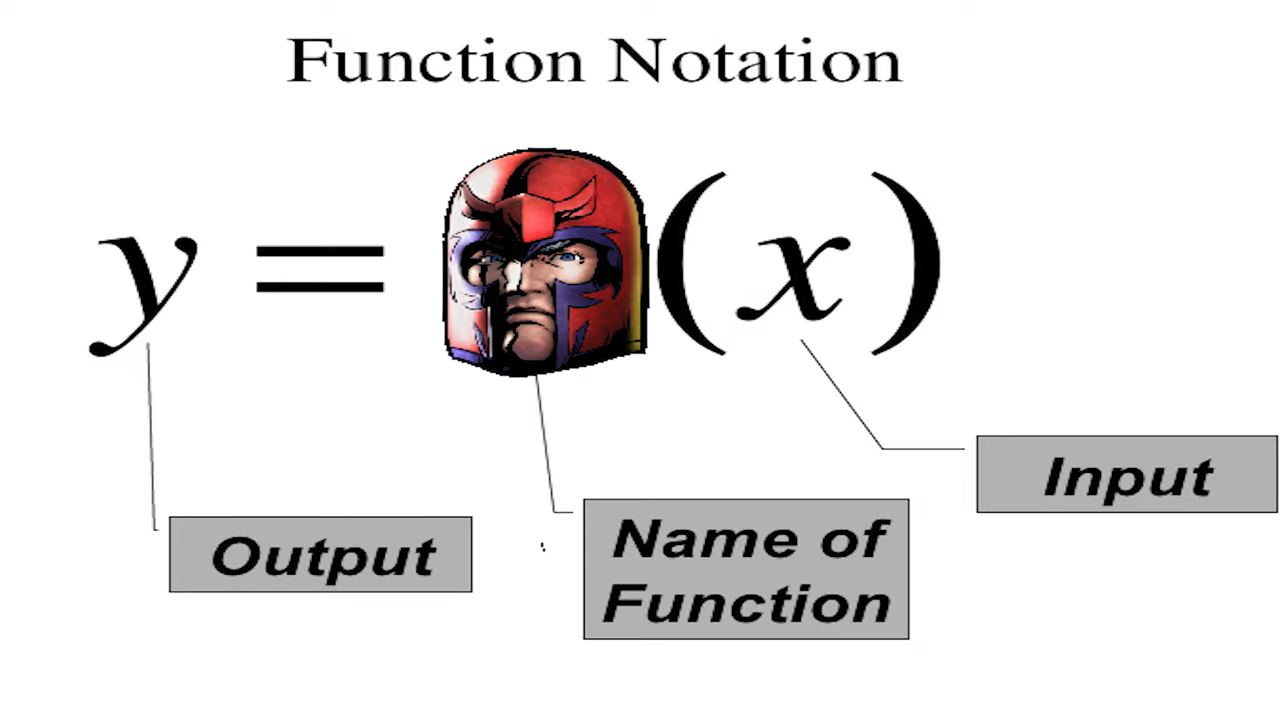 Function Notation
y = (x)
Input
Output
Name of
Function